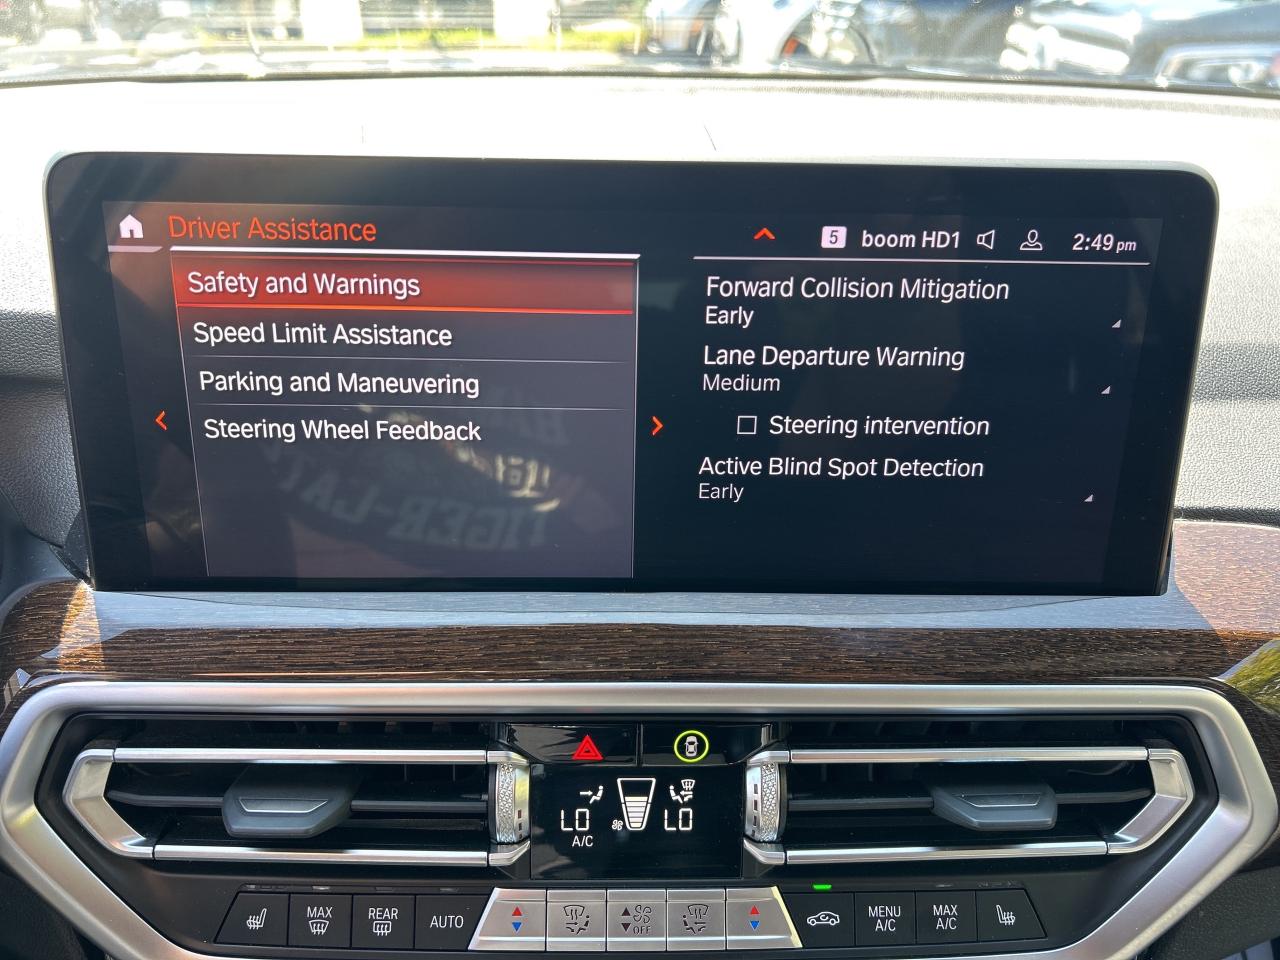 Driver Assistance
5 boom HD1 2:49 pm
Safety and Warnings
Speed Limit Assistance
Parking and Maneuvering
Steering Wheel Feedback
Forward Collision Mitigation
Early
Lane Departure Warning
Medium
Steering intervention
Active Blind Spot Detection
Early
LO LO
A/C
MAX
REAR
AUTO
OFF
MENU
A/C
MAX
A/C